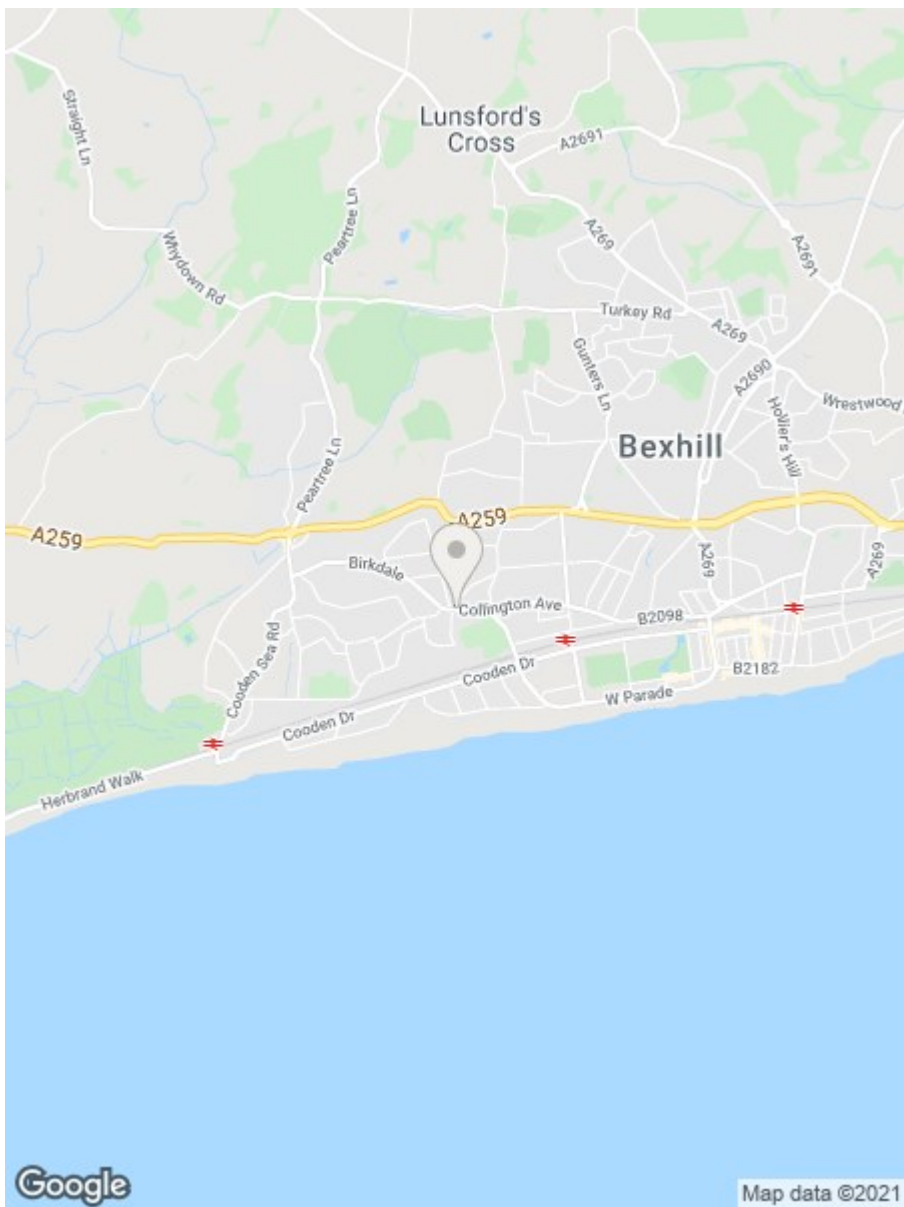 Lunsford's
Cross
A2691
Straight Ln
Peartree Ln
Whydown Rd
A269
A2691
Turkey Rd
A269
Gunters Ln
A2690
Hollier's Hill
Wrestwood
Bexhill
Peartree Ln
A259
A259
Birkdale
A269
A269
Collington Ave
B2098
Cooden Sea Rd
Cooden Dr
B2182
W Parade
Cooden Dr
Herbrand Walk
Google
Map data ©2021